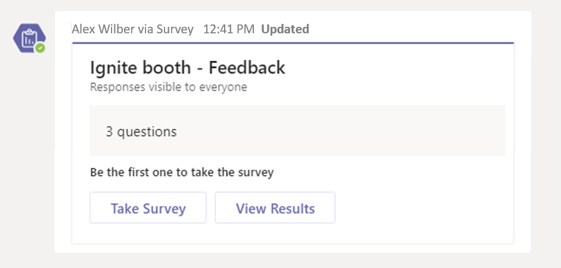 Alex Wilber via Survey 12:41 PM Updated
Ignite booth - Feedback
Responses visible to everyone
3 questions
Be the first one to take the survey
Take Survey View Results